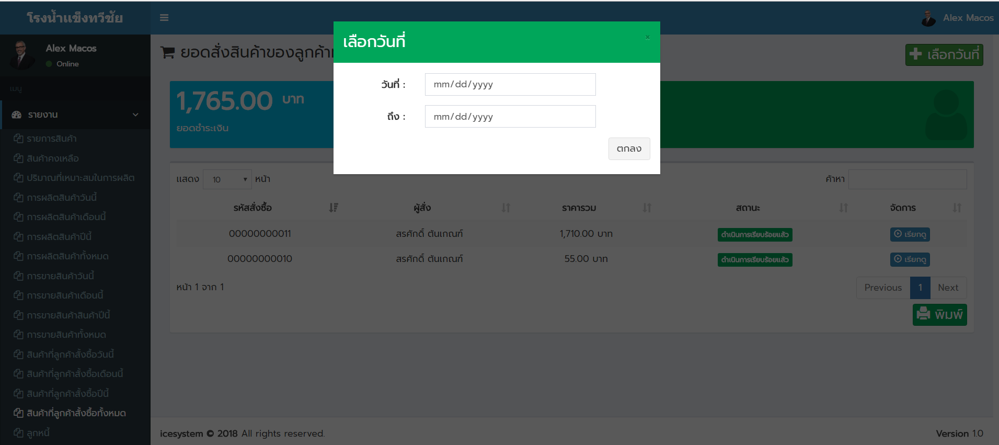 โรงน้ำแข็งทวีชัย
Alex Macos
Alex Macos
Online
เมนู
รายงาน
รายการสินค้า
สินค้าคงเหลือ
ปริมาณที่เหมาะสมในการผลิต
การผลิตสินค้าวันนี้
การผลิตสินค้าเดือนนี้
การผลิตสินค้าปีนี้
การผลิตสินค้าทั้งหมด
การขายสินค้าวันนี้
การขายสินค้าเดือนนี้
การขายสินค้าสินค้าปีนี้
การขายสินค้าทั้งหมด
สินค้าที่ลูกค้าสั้งซื้อวันนี้
สินค้าที่ลูกค้าสั้งซื้อเดือนนี้
สินค้าที่ลูกค้าสั้งซื้อปีนี้
สินค้าที่ลูกค้าสั้งซื้อทั้งหมด
ลูกหนี้
ยอดสั่งสินค้าของลูกค้า
เลือกวันที่
เลือกวันที่
×
วันที่ : mm/dd/yyyy
ถึง : mm/dd/yyyy
ตกลง
1,765.00 บาท
ยอดชำระเงิน
แสดง 10 หน้า
ค้าหา
รหัสสั่งซื้อ ผู้สั่ง ราคารวม สถานะ จัดการ
00000000011 สรศักดิ์ ต้นเกณฑ์ 1,710.00 บาท ดำเนินการเรียบร้อยแล้ว เรียกดู
00000000010 สรศักดิ์ ต้นเกณฑ์ 55.00 บาท ดำเนินการเรียบร้อยแล้ว เรียกดู
หน้า 1 จาก 1
Previous 1 Next
พิมพ์
icesystem © 2018 All rights reserved.
Version 1.0